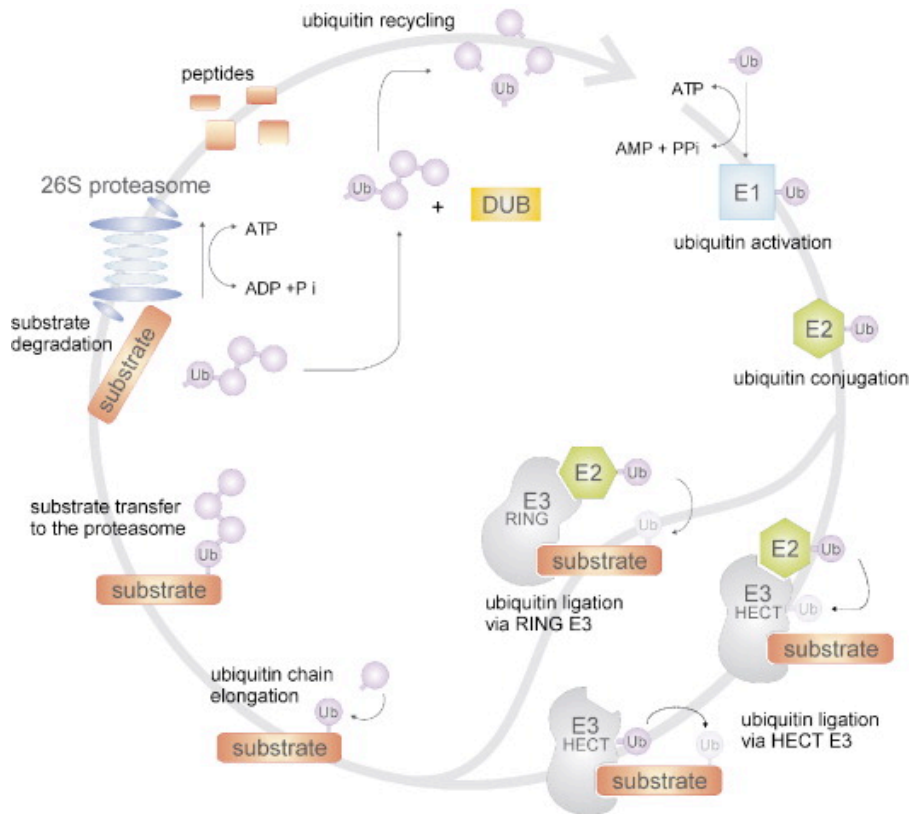 ubiquitin recycling
Ub
peptides
Ub
ATP
AMP + PPi
26S proteasome
Ub
+
DUB
E1
Ub
ATP
ubiquitin activation
ADP +P i
substrate
degradation
substrate
Ub
E2
Ub
ubiquitin conjugation
E2
Ub
E3
RING
Ub
substrate transfer
to the proteasome
Ub
substrate
E2
Ub
substrate
ubiquitin ligation
via RING E3
E3
HECT
Ub
substrate
ubiquitin chain
elongation
Ub
substrate
E3
HECT
Ub
Ub
substrate
ubiquitin ligation
via HECT E3